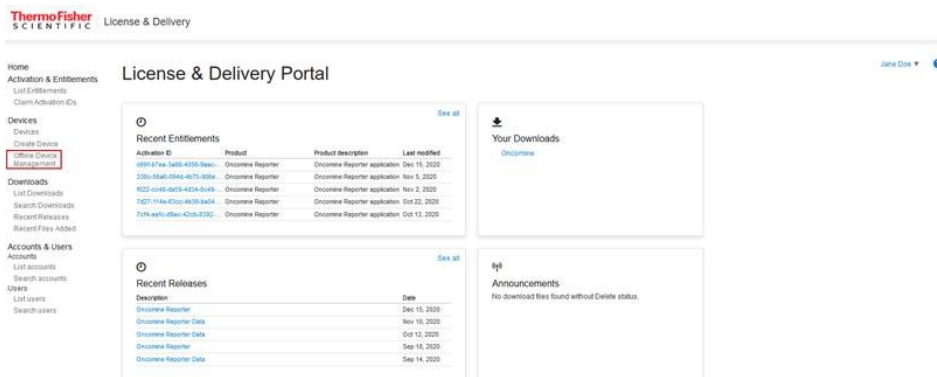 ThermoFisher
SCIENTIFIC
License & Delivery
Jane Doe
Home
Activation & Entitlements
List Entitlements
Claim Activation IDs
Devices
Devices
Create Device
Offline Device
Management
Downloads
List Downloads
Search Downloads
Recent Releases
Recent Files Added
Accounts & Users
Accounts
List accounts
Search accounts
Users
List users
Search users
License & Delivery Portal
See all
Recent Entitlements
Activation ID Product Product description Last modified
Oncomine Reporter Oncomine Reporter application Dec 15, 2020
Oncomine Reporter Oncomine Reporter application Nov 5, 2020
Oncomine Reporter Oncomine Reporter application Nov 2, 2020
Oncomine Reporter Oncomine Reporter application Oct 22, 2020
Oncomine Reporter Oncomine Reporter application Oct 13, 2020
Your Downloads
Oncomine
See all
Recent Releases
Description Date
Oncomine Reporter Dec 15, 2020
Oncomine Reporter Data Nov 10, 2020
Oncomine Reporter Data Oct 12, 2020
Oncomine Reporter Sep 18, 2020
Oncomine Reporter Data Sep 14, 2020
Announcements
No download files found without Delete status.